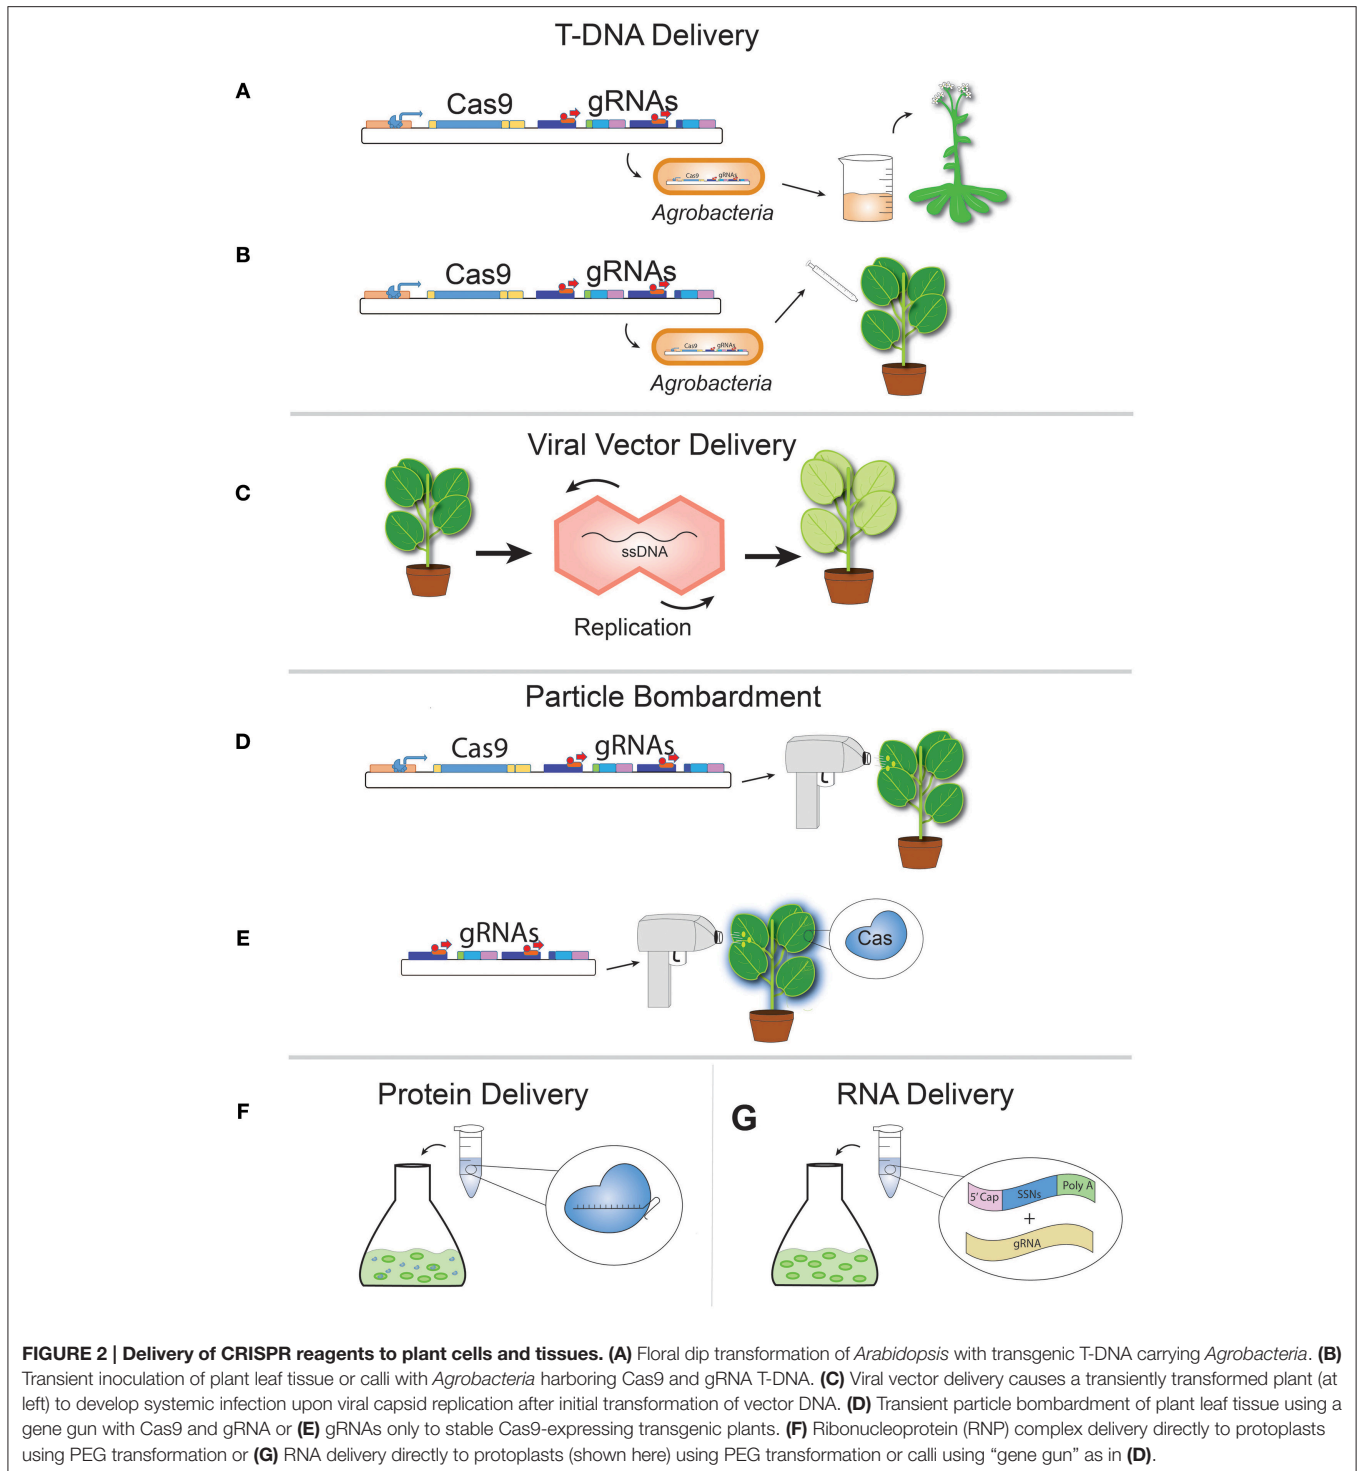 T-DNA Delivery
A
Cas9 gRNAs
Cas9 gRNAs
Agrobacteria
B
Cas9 gRNAs
Cas9 gRNAs
Agrobacteria
Viral Vector Delivery
C
ssDNA
Replication
Particle Bombardment
D
Cas9 gRNAs
E
gRNAs
Cas
Protein Delivery
F
RNA Delivery
G
5' Cap SSNs Poly A
+
gRNA
FIGURE 2 | Delivery of CRISPR reagents to plant cells and tissues. (A) Floral dip transformation of Arabidopsis with transgenic T-DNA carrying Agrobacteria. (B)
Transient inoculation of plant leaf tissue or calli with Agrobacteria harboring Cas9 and gRNA T-DNA. (C) Viral vector delivery causes a transiently transformed plant (at
left) to develop systemic infection upon viral capsid replication after initial transformation of vector DNA. (D) Transient particle bombardment of plant leaf tissue using a
gene gun with Cas9 and gRNA or (E) gRNAs only to stable Cas9-expressing transgenic plants. (F) Ribonucleoprotein (RNP) complex delivery directly to protoplasts
using PEG transformation or (G) RNA delivery directly to protoplasts (shown here) using PEG transformation or calli using “gene gun” as in (D).